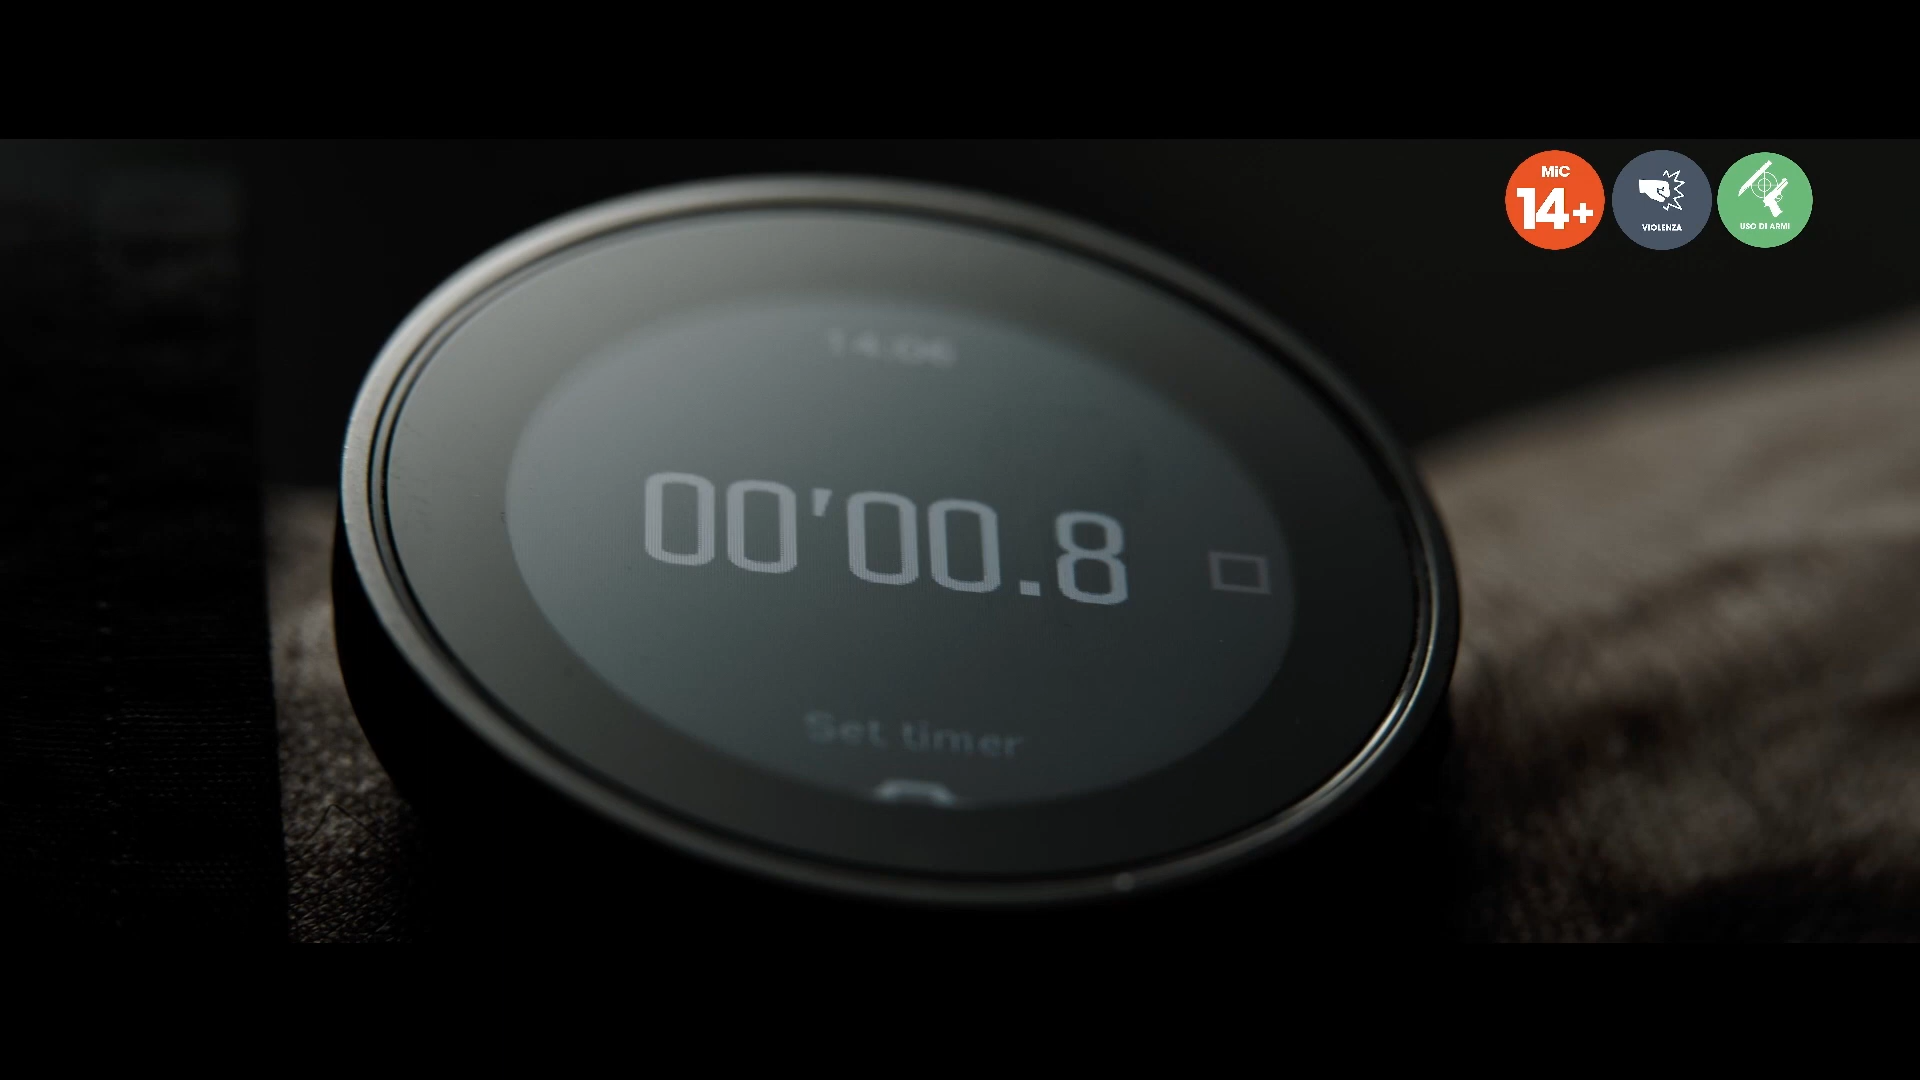 MiC
14+
VIOLENZA
USO DI ARMI
14:06
00'00.8
Set timer